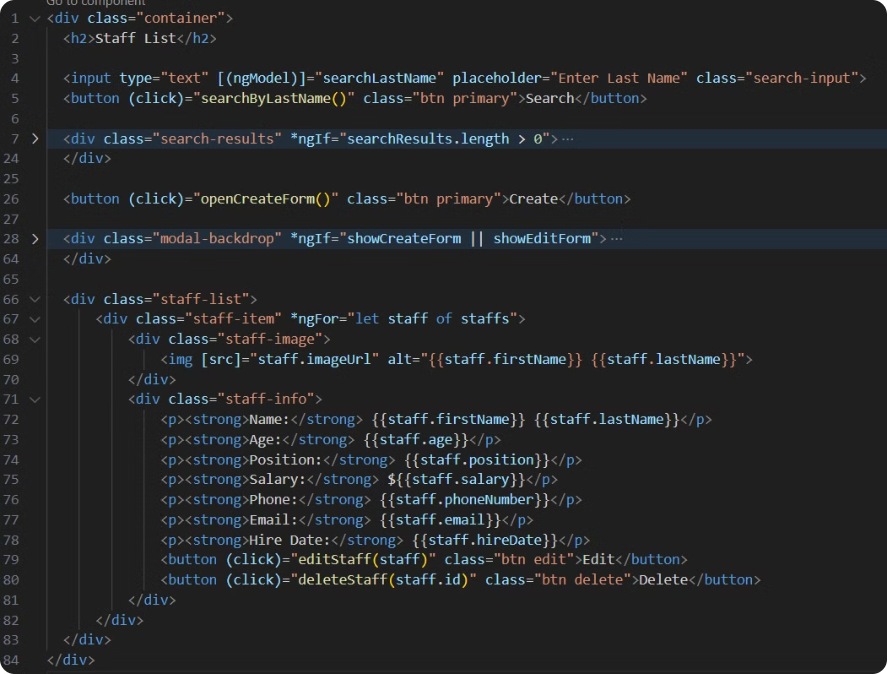 Go to component
1 <div class="container">
2 <h2>Staff List</h2>
3
4 <input type="text" [(ngModel)]="searchLastName" placeholder="Enter Last Name" class="search-input">
5 <button (click)="searchByLastName()" class="btn primary">Search</button>
6
7 <div class="search-results" *ngIf="searchResults.length > 0">…
24 </div>
25
26 <button (click)="openCreateForm()" class="btn primary">Create</button>
27
28 <div class="modal-backdrop" *ngIf="showCreateForm || showEditForm">…
64 </div>
65
66 <div class="staff-list">
67 <div class="staff-item" *ngFor="let staff of staffs">
68 <div class="staff-image">
69 <img [src]="staff.imageUrl" alt="{{staff.firstName}} {{staff.lastName}}">
70 </div>
71 <div class="staff-info">
72 <p><strong>Name:</strong> {{staff.firstName}} {{staff.lastName}}</p>
73 <p><strong>Age:</strong> {{staff.age}}</p>
74 <p><strong>Position:</strong> {{staff.position}}</p>
75 <p><strong>Salary:</strong> ${{staff.salary}}</p>
76 <p><strong>Phone:</strong> {{staff.phoneNumber}}</p>
77 <p><strong>Email:</strong> {{staff.email}}</p>
78 <p><strong>Hire Date:</strong> {{staff.hireDate}}</p>
79 <button (click)="editStaff(staff)" class="btn edit">Edit</button>
80 <button (click)="deleteStaff(staff.id)" class="btn delete">Delete</button>
81 </div>
82 </div>
83 </div>
84 </div>